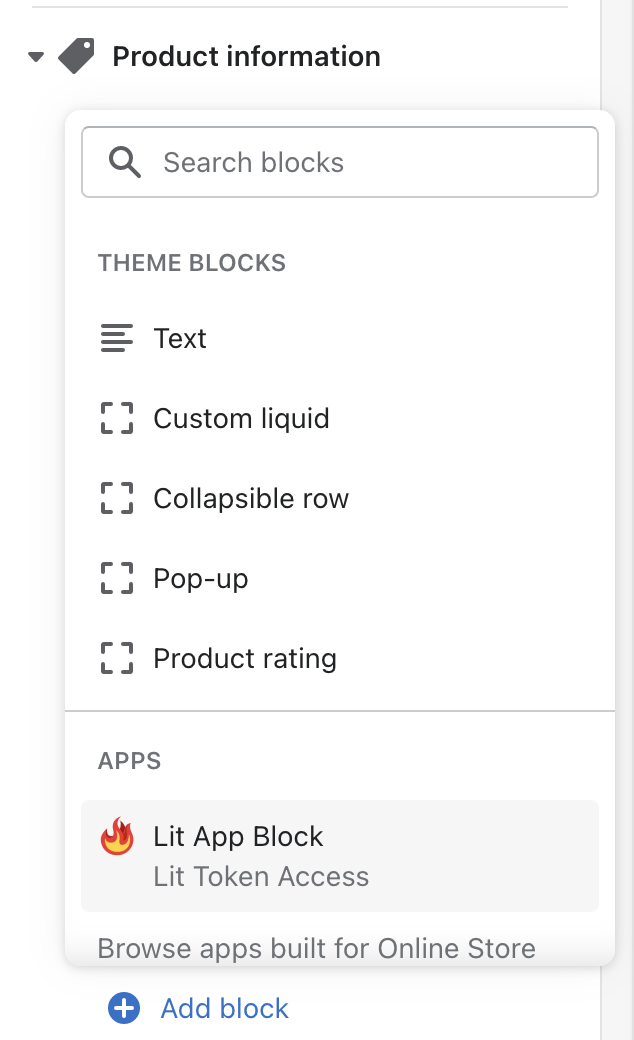 Product information
Search blocks
THEME BLOCKS
Text
Custom liquid
Collapsible row
Pop-up
Product rating
APPS
Lit App Block
Lit Token Access
Browse apps built for Online Store
Add block